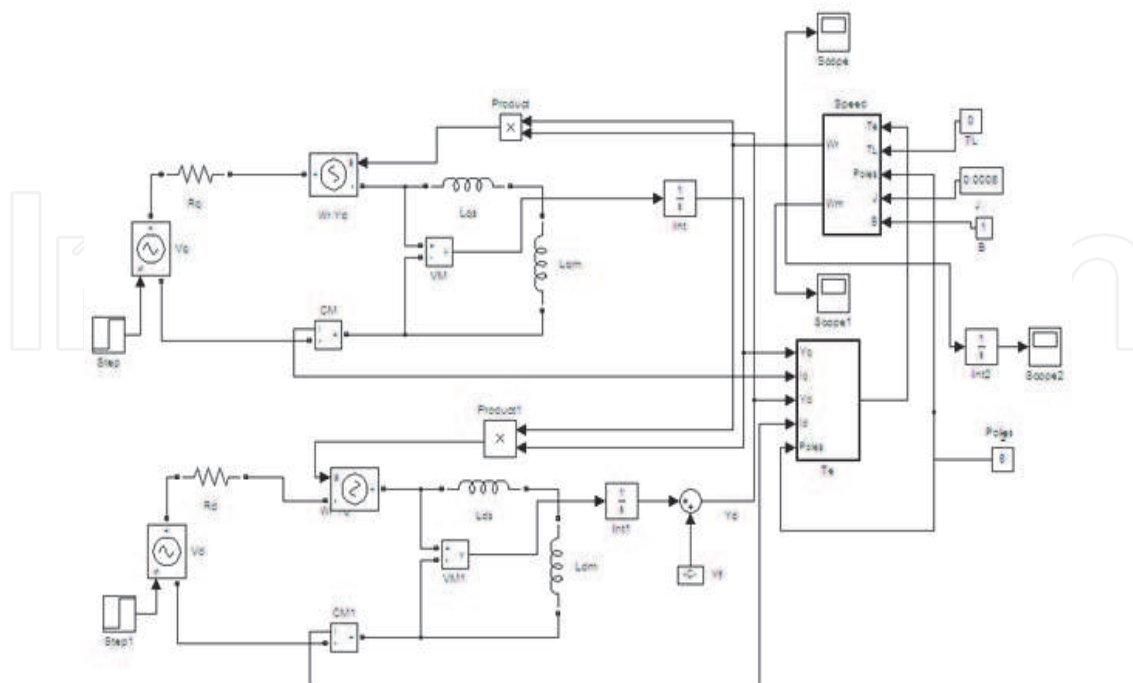 Scope
Product
Speed
Te
Wr
TL
Poles
J
Wm
B
0
TL
0.0008
J
1
B
Rq
Wr Yd
Lqs
Vq
VM
Lqm
1
s
Int
CM
Step
Scope1
1
s
Int2
Scope2
Yq
Iq
Yd
Id
Poles
Te
Product1
Poles
Rd
Lds
1
s
Int1
Yd
Vd
VM1
Ldm
-C-
Yf
CM1
Step1